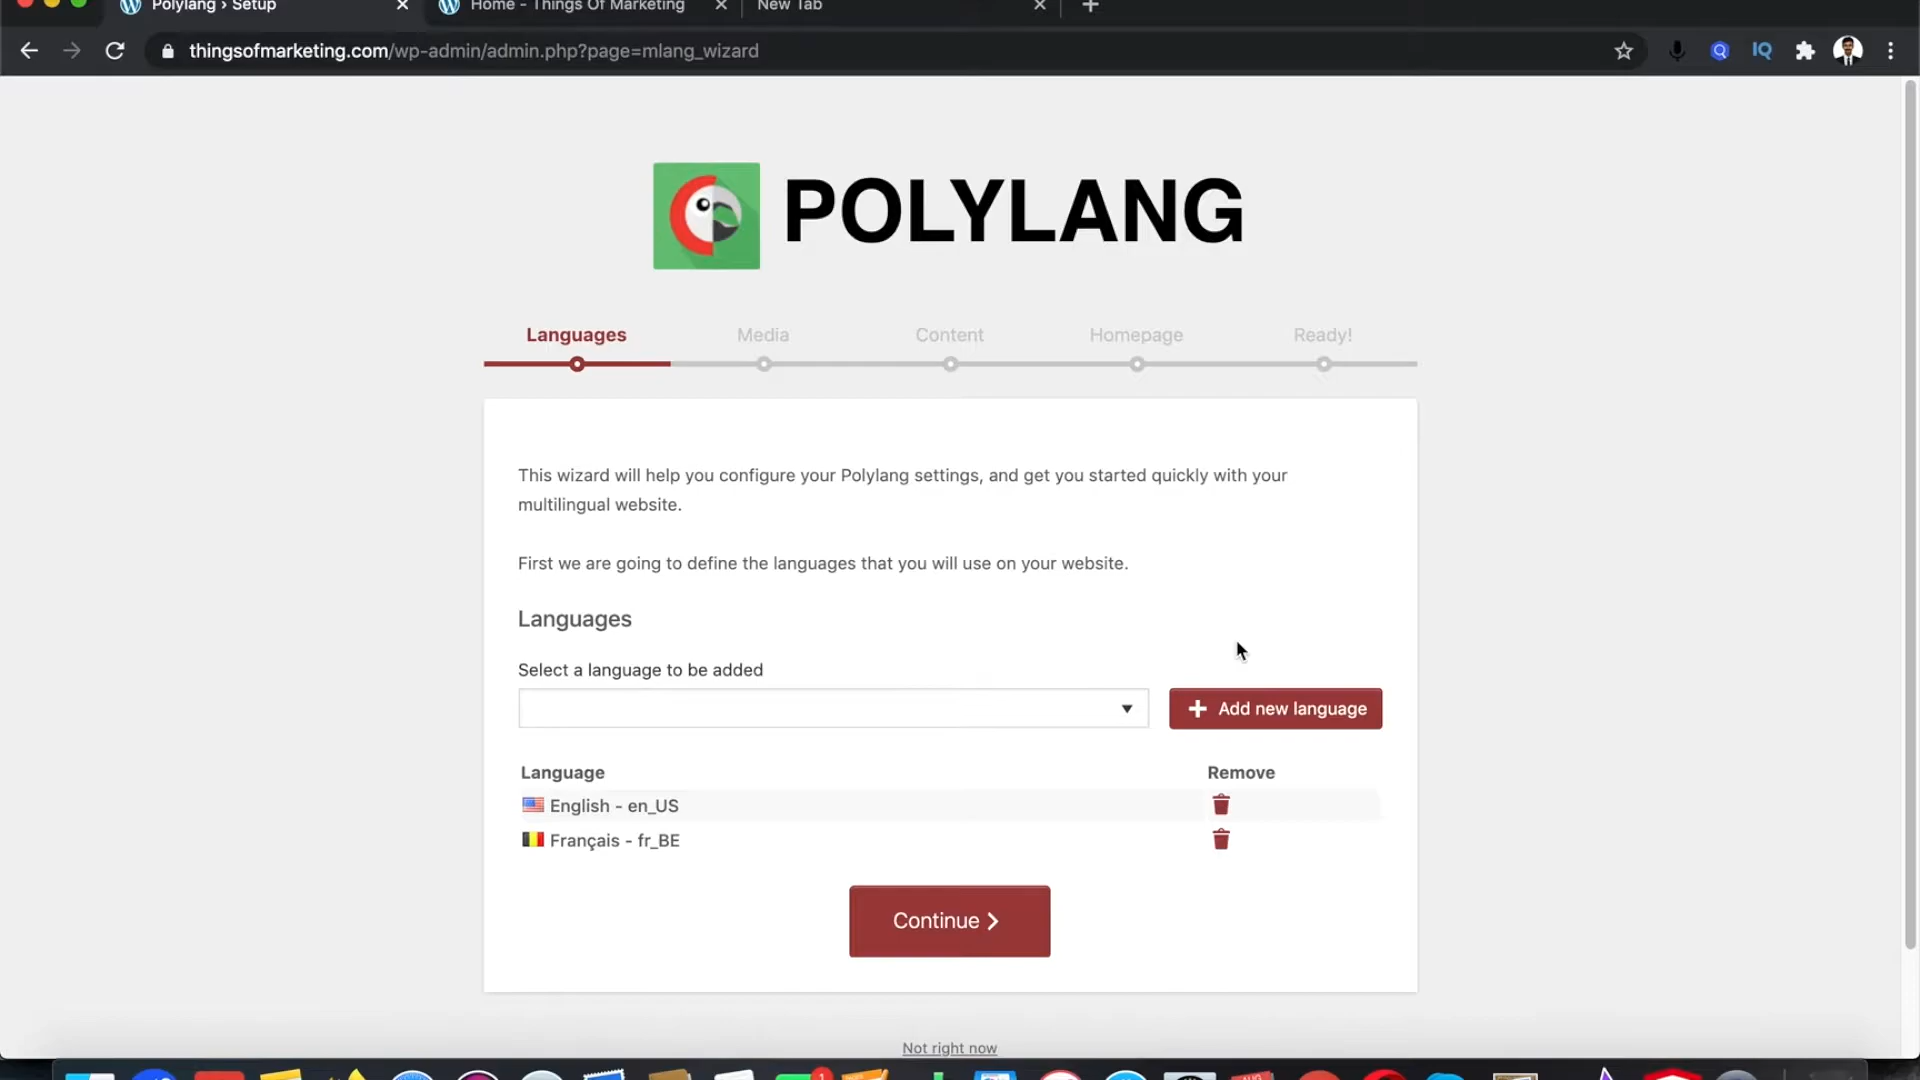 Polylang › Setup
Home - Things Of Marketing
New Tab
thingsofmarketing.com/wp-admin/admin.php?page=mlang_wizard
IQ
POLYLANG
Languages
Media
Content
Homepage
Ready!
This wizard will help you configure your Polylang settings, and get you started quickly with your
multilingual website.
First we are going to define the languages that you will use on your website.
Languages
Select a language to be added
Add new language
Language
Remove
English - en_US
Français - fr_BE
Continue
Not right now
1